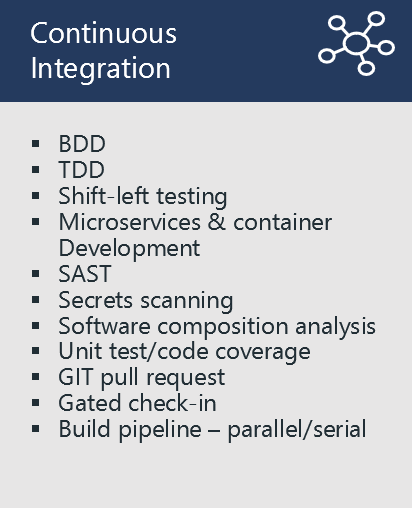 Continuous
Integration
▪ BDD
▪ TDD
▪ Shift-left testing
▪ Microservices & container
Development
▪ SAST
▪ Secrets scanning
▪ Software composition analysis
▪ Unit test/code coverage
▪ GIT pull request
▪ Gated check-in
▪ Build pipeline – parallel/serial